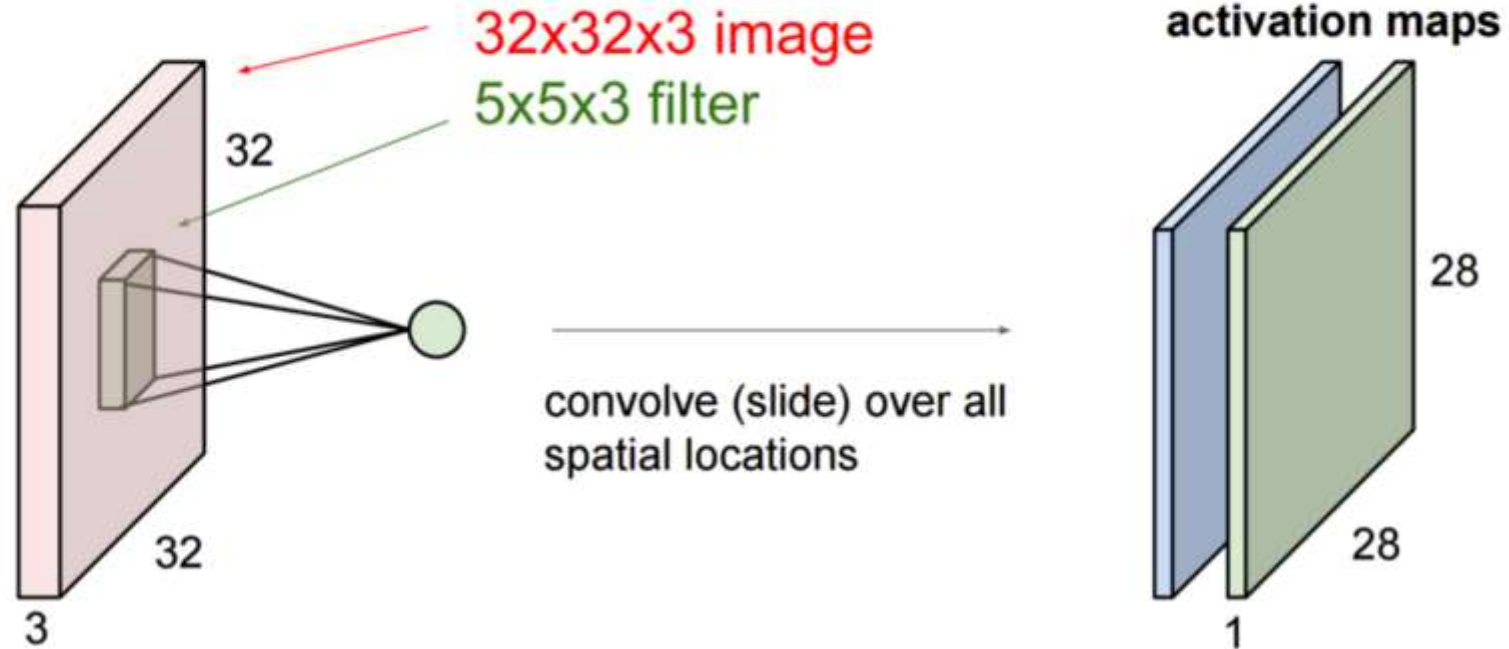 32x32x3 image
5x5x3 filter
32
32
3
convolve (slide) over all
spatial locations
activation maps
28
28
1